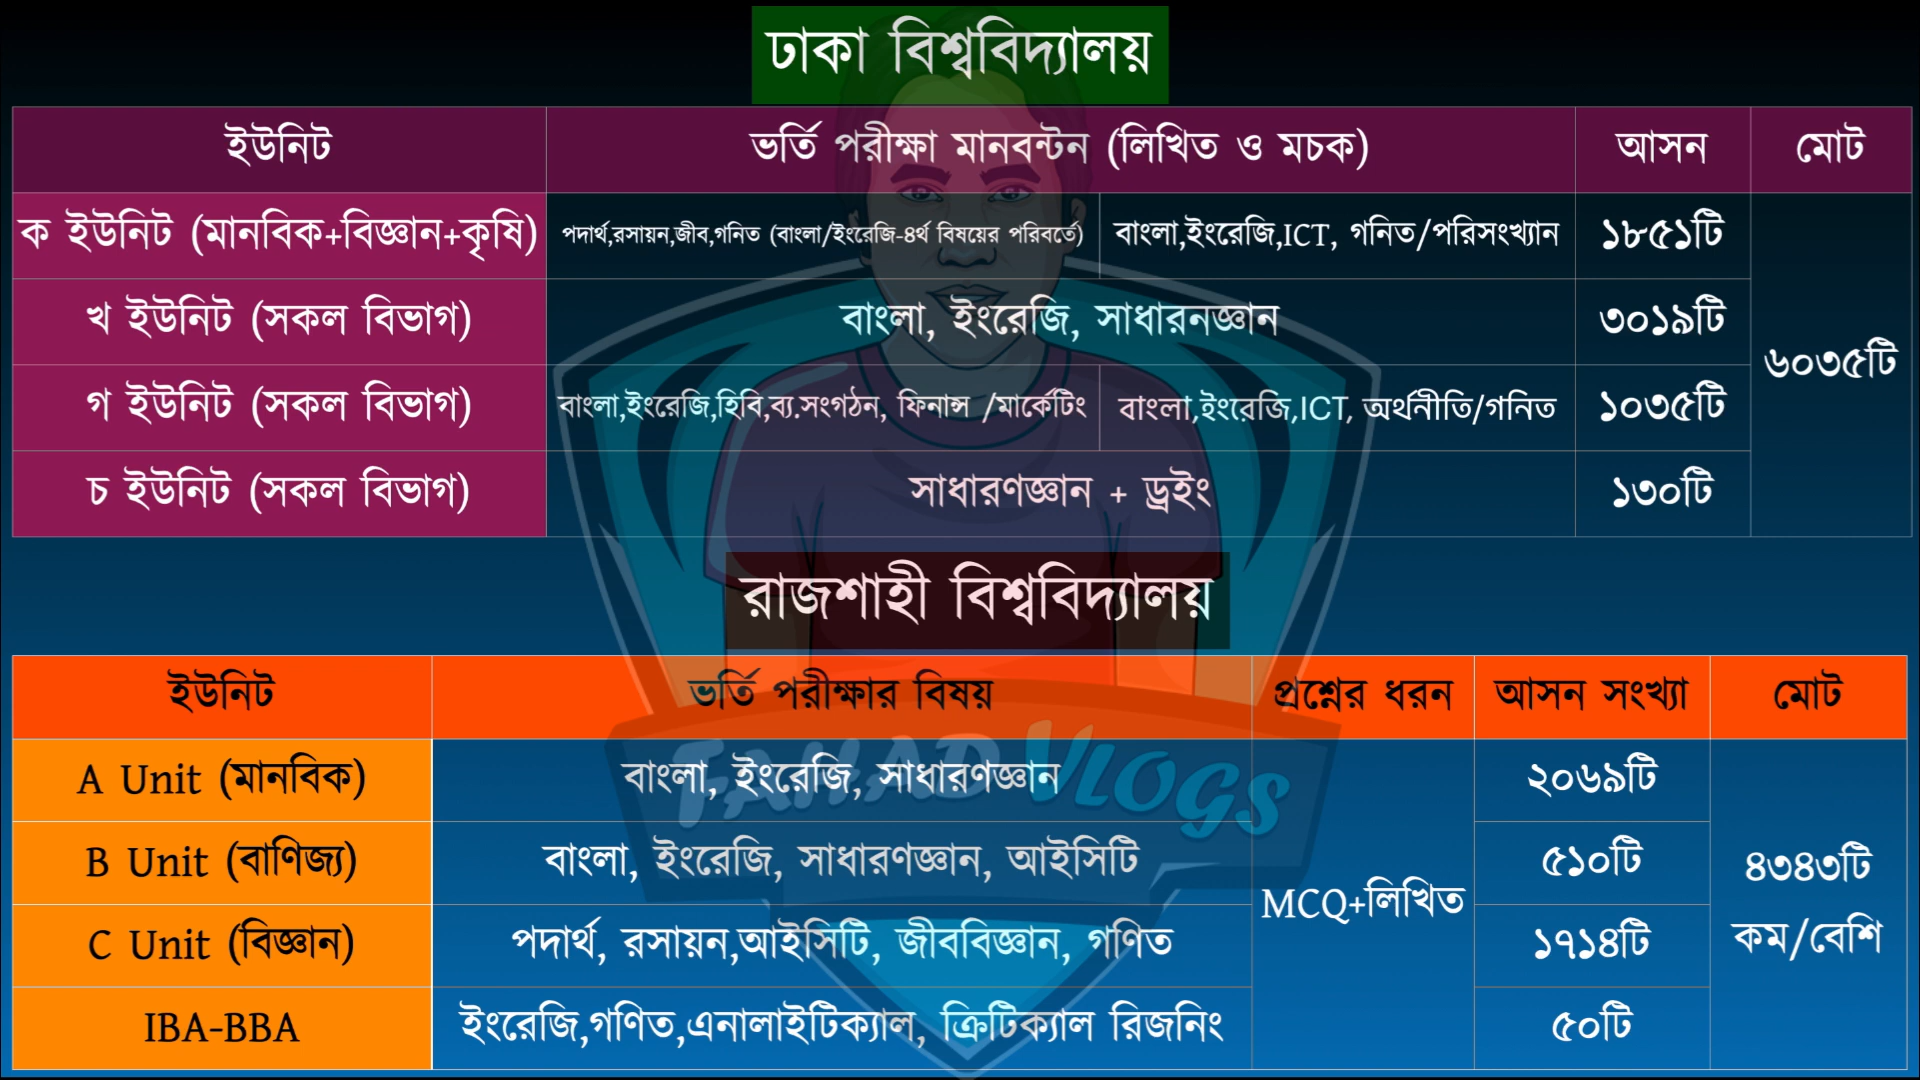 ঢাকা বিশ্ববিদ্যালয়
ইউনিট ভর্তি পরীক্ষা মানবন্টন (লিখিত ও মচক) আসন মোট
ক ইউনিট (মানবিক+বিজ্ঞান+কৃষি) পদার্থ,রসায়ন,জীব,গনিত (বাংলা/ইংরেজি-৪র্থ বিষয়ের পরিবর্তে) বাংলা,ইংরেজি,ICT, গনিত/পরিসংখ্যান ১৮৫১টি
খ ইউনিট (সকল বিভাগ) বাংলা, ইংরেজি, সাধারনজ্ঞান ৩০১৯টি
৬০৩৫টি
গ ইউনিট (সকল বিভাগ) বাংলা,ইংরেজি,হিবি,ব্য.সংগঠন, ফিনান্স /মার্কেটিং বাংলা,ইংরেজি,ICT, অর্থনীতি/গনিত ১০৩৫টি
চ ইউনিট (সকল বিভাগ) সাধারণজ্ঞান + ড্রইং ১৩০টি
রাজশাহী বিশ্ববিদ্যালয়
ইউনিট ভর্তি পরীক্ষার বিষয় প্রশ্নের ধরন আসন সংখ্যা মোট
A Unit (মানবিক) বাংলা, ইংরেজি, সাধারণজ্ঞান ২০৬৯টি
FAHAD VLOGS
B Unit (বাণিজ্য) বাংলা, ইংরেজি, সাধারণজ্ঞান, আইসিটি ৫১০টি
MCQ+লিখিত
৪৩৪৩টি
কম/বেশি
C Unit (বিজ্ঞান) পদার্থ, রসায়ন,আইসিটি, জীববিজ্ঞান, গণিত ১৭১৪টি
IBA-BBA ইংরেজি,গণিত,এনালাইটিক্যাল, ক্রিটিক্যাল রিজনিং ৫০টি